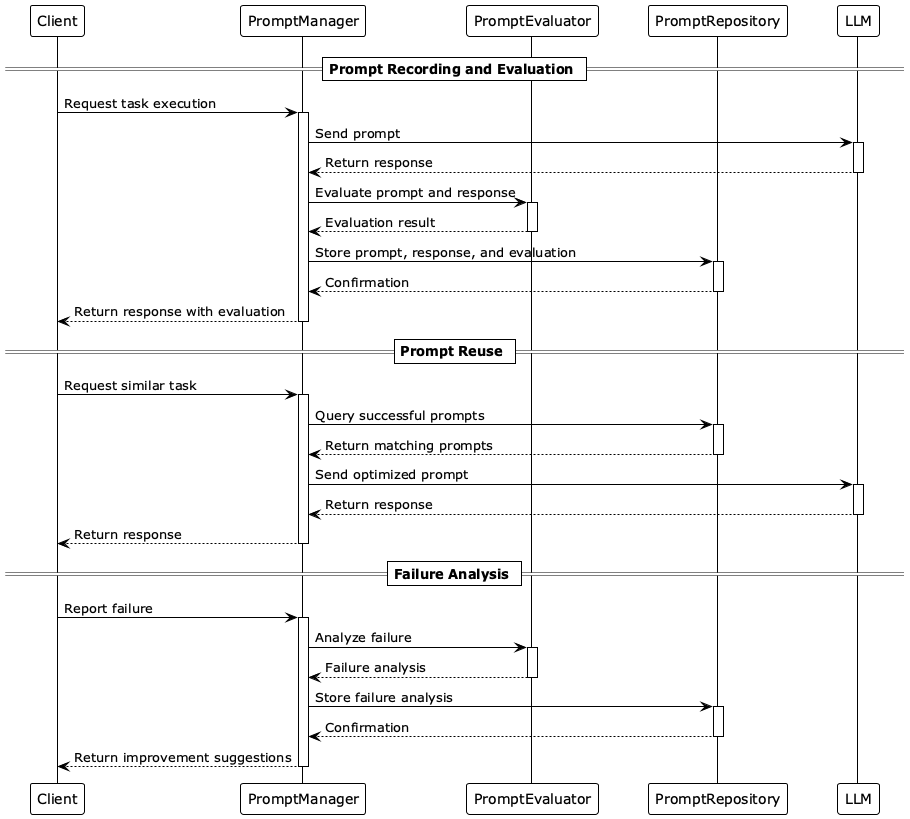 Client
PromptManager
PromptEvaluator
PromptRepository
LLM
Prompt Recording and Evaluation
Request task execution
Send prompt
Return response
Evaluate prompt and response
Evaluation result
Store prompt, response, and evaluation
Confirmation
Return response with evaluation
Prompt Reuse
Request similar task
Query successful prompts
Return matching prompts
Send optimized prompt
Return response
Return response
Failure Analysis
Report failure
Analyze failure
Failure analysis
Store failure analysis
Confirmation
Return improvement suggestions
Client
PromptManager
PromptEvaluator
PromptRepository
LLM